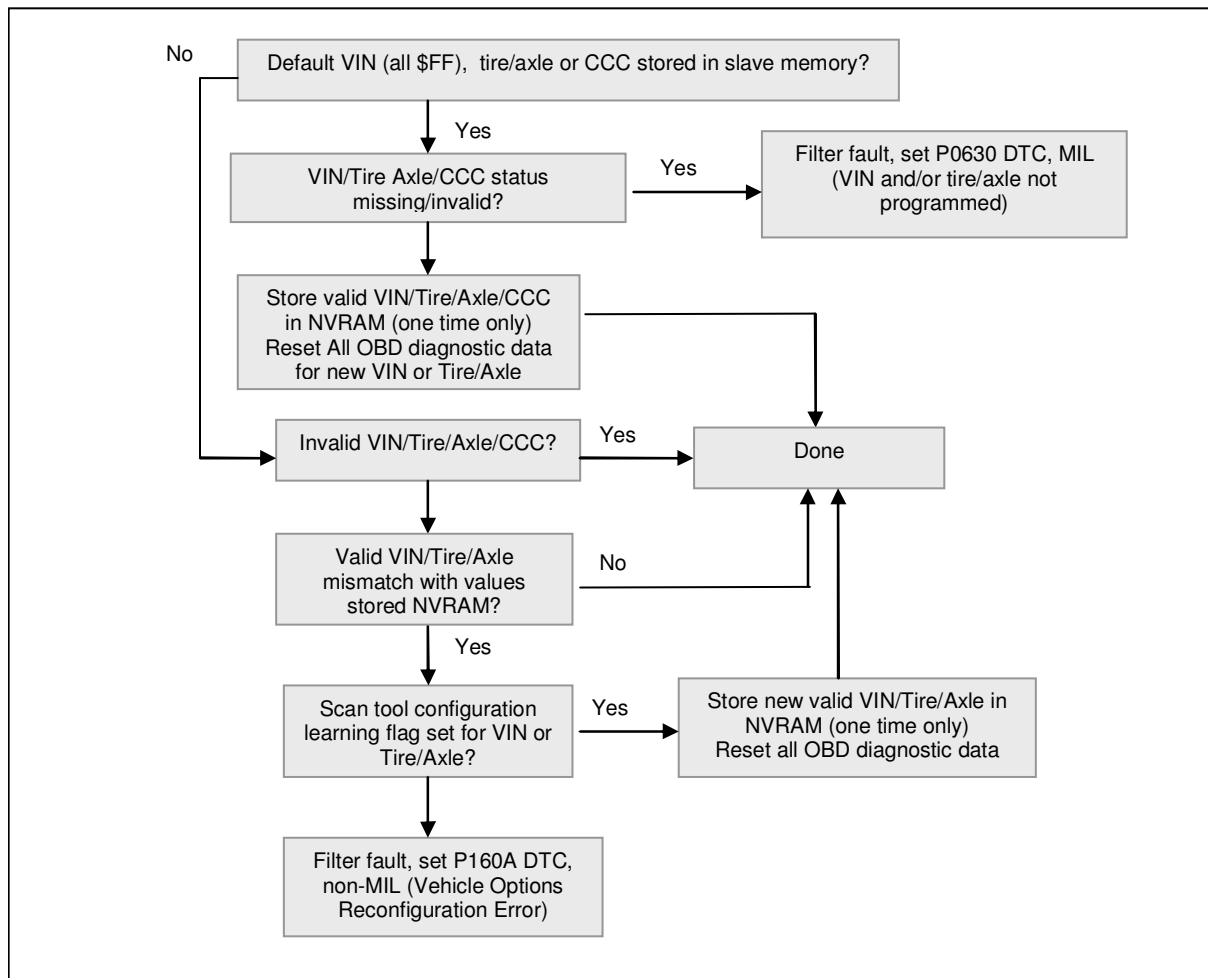 No
Default VIN (all $FF), tire/axle or CCC stored in slave memory?
Yes
VIN/Tire Axle/CCC status
missing/invalid?
Yes
Filter fault, set P0630 DTC, MIL
(VIN and/or tire/axle not
programmed)
Store valid VIN/Tire/Axle/CCC
in NVRAM (one time only)
Reset All OBD diagnostic data
for new VIN or Tire/Axle
Invalid VIN/Tire/Axle/CCC?
Yes
Done
Valid VIN/Tire/Axle
mismatch with values
stored NVRAM?
No
Yes
Scan tool configuration
learning flag set for VIN or
Tire/Axle?
Yes
Store new valid VIN/Tire/Axle in
NVRAM (one time only)
Reset all OBD diagnostic data
Filter fault, set P160A DTC,
non-MIL (Vehicle Options
Reconfiguration Error)